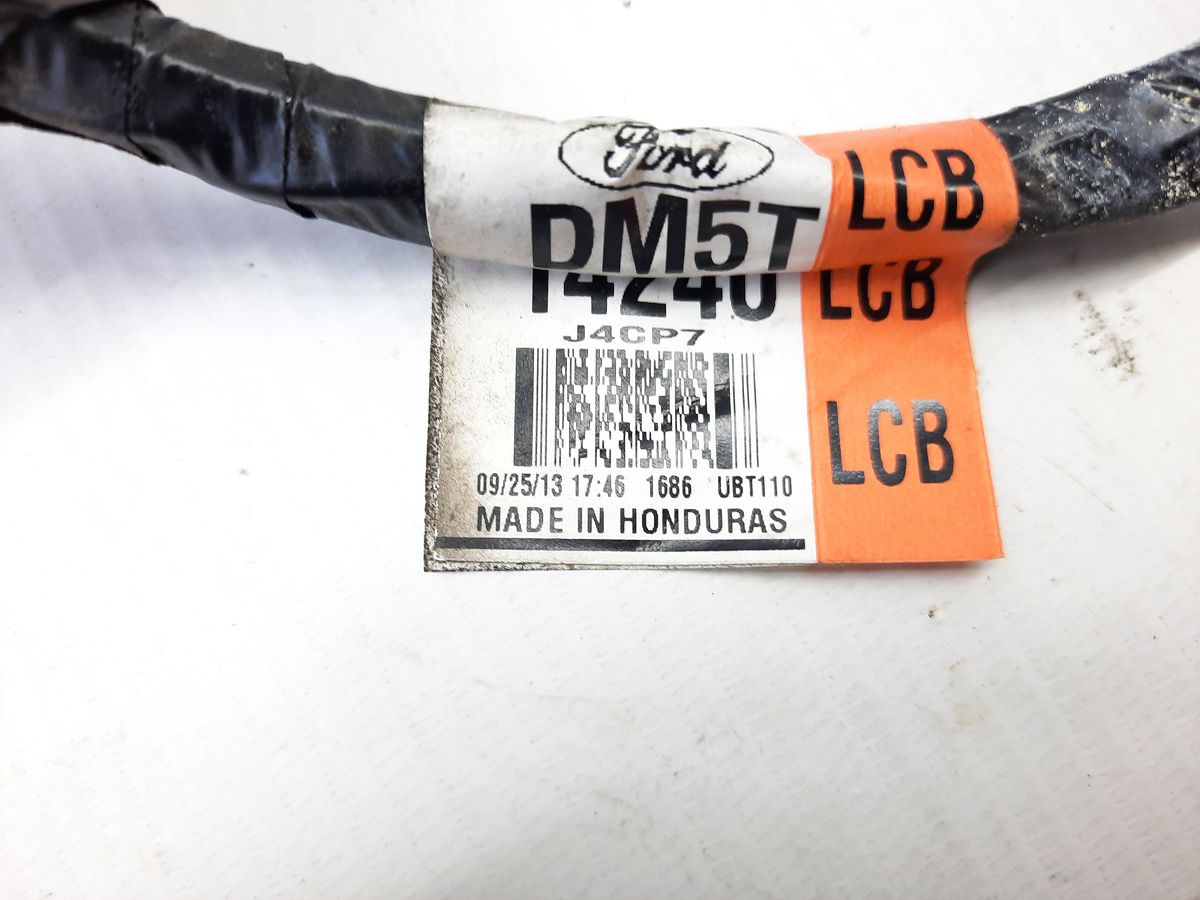 Ford
DM5T LCB
14240 LCB
J4CP7
LCB
09/25/13 17:46 1686 UBT110
MADE IN HONDURAS